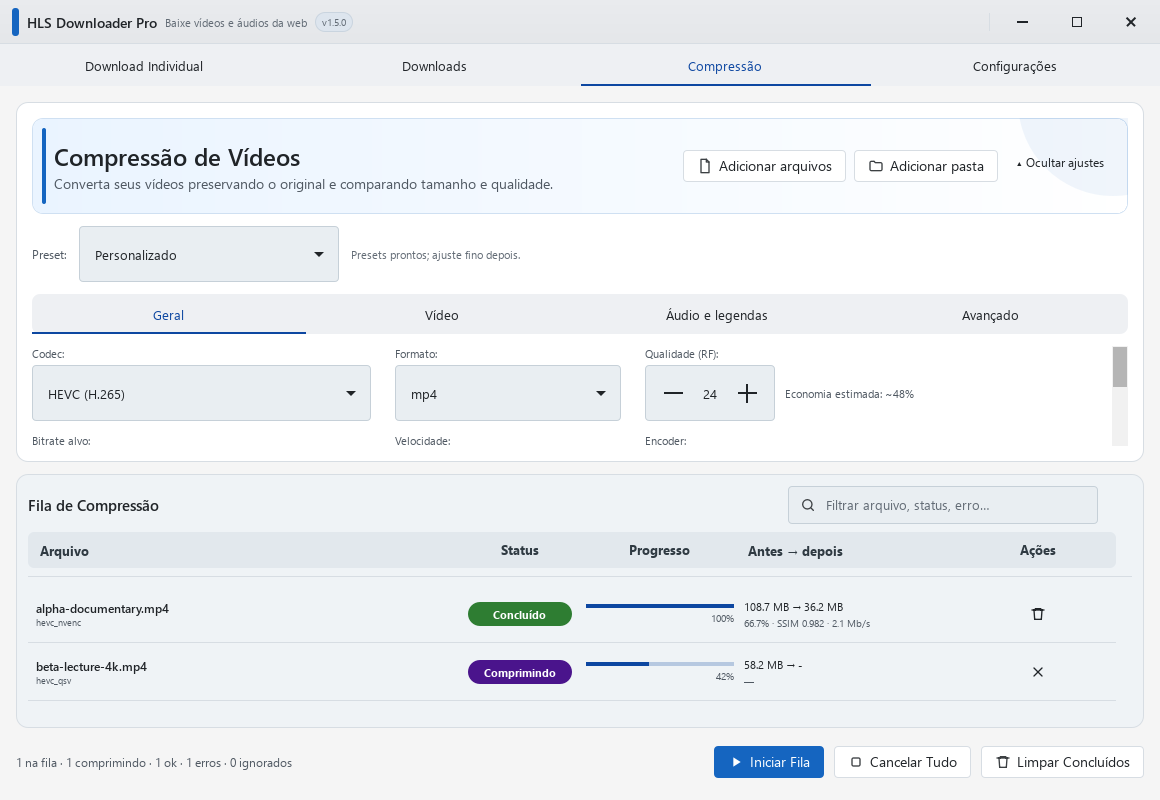 HLS Downloader Pro Baixe vídeos e áudios da web v1.5.0
Download Individual Downloads Compressão Configurações
Compressão de Vídeos
Converta seus vídeos preservando o original e comparando tamanho e qualidade.
Adicionar arquivos Adicionar pasta ▴ Ocultar ajustes
Preset: Personalizado Presets prontos; ajuste fino depois.
Geral Vídeo Áudio e legendas Avançado
Codec: Formato: Qualidade (RF):
HEVC (H.265) mp4 24 Economia estimada: ~48%
Bitrate alvo: Velocidade: Encoder:
Fila de Compressão Filtrar arquivo, status, erro...
Arquivo Status Progresso Antes → depois Ações
alpha-documentary.mp4 Concluído 108.7 MB → 36.2 MB
hevc_nvenc 100% 66.7% · SSIM 0.982 · 2.1 Mb/s
beta-lecture-4k.mp4 Comprimindo 58.2 MB → -
hevc_qsv 42% —
1 na fila · 1 comprimindo · 1 ok · 1 erros · 0 ignorados Iniciar Fila Cancelar Tudo Limpar Concluídos